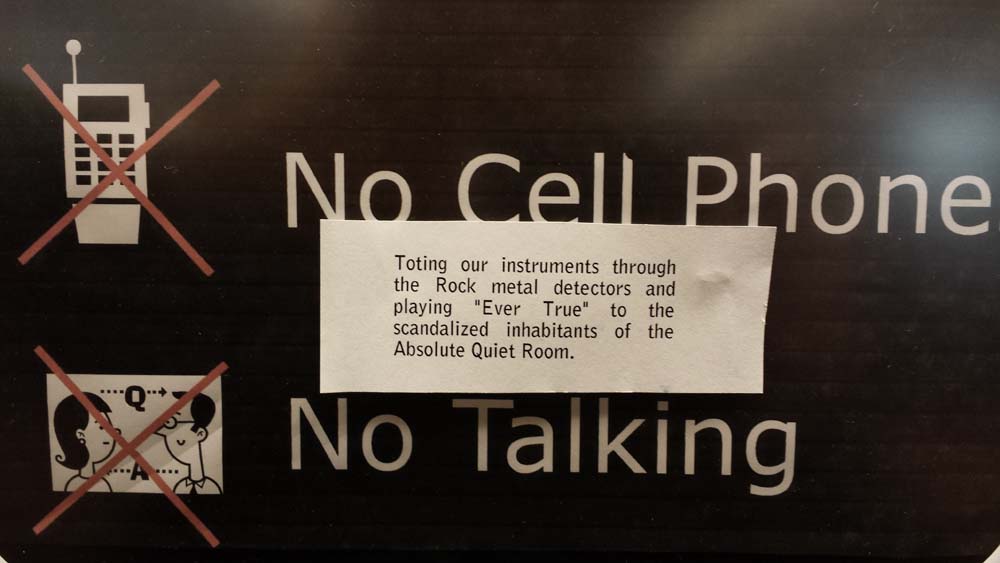 No Cell Phone
Toting our instruments through
the Rock metal detectors and
playing "Ever True" to the
scandalized inhabitants of the
Absolute Quiet Room.
Q
A
No Talking